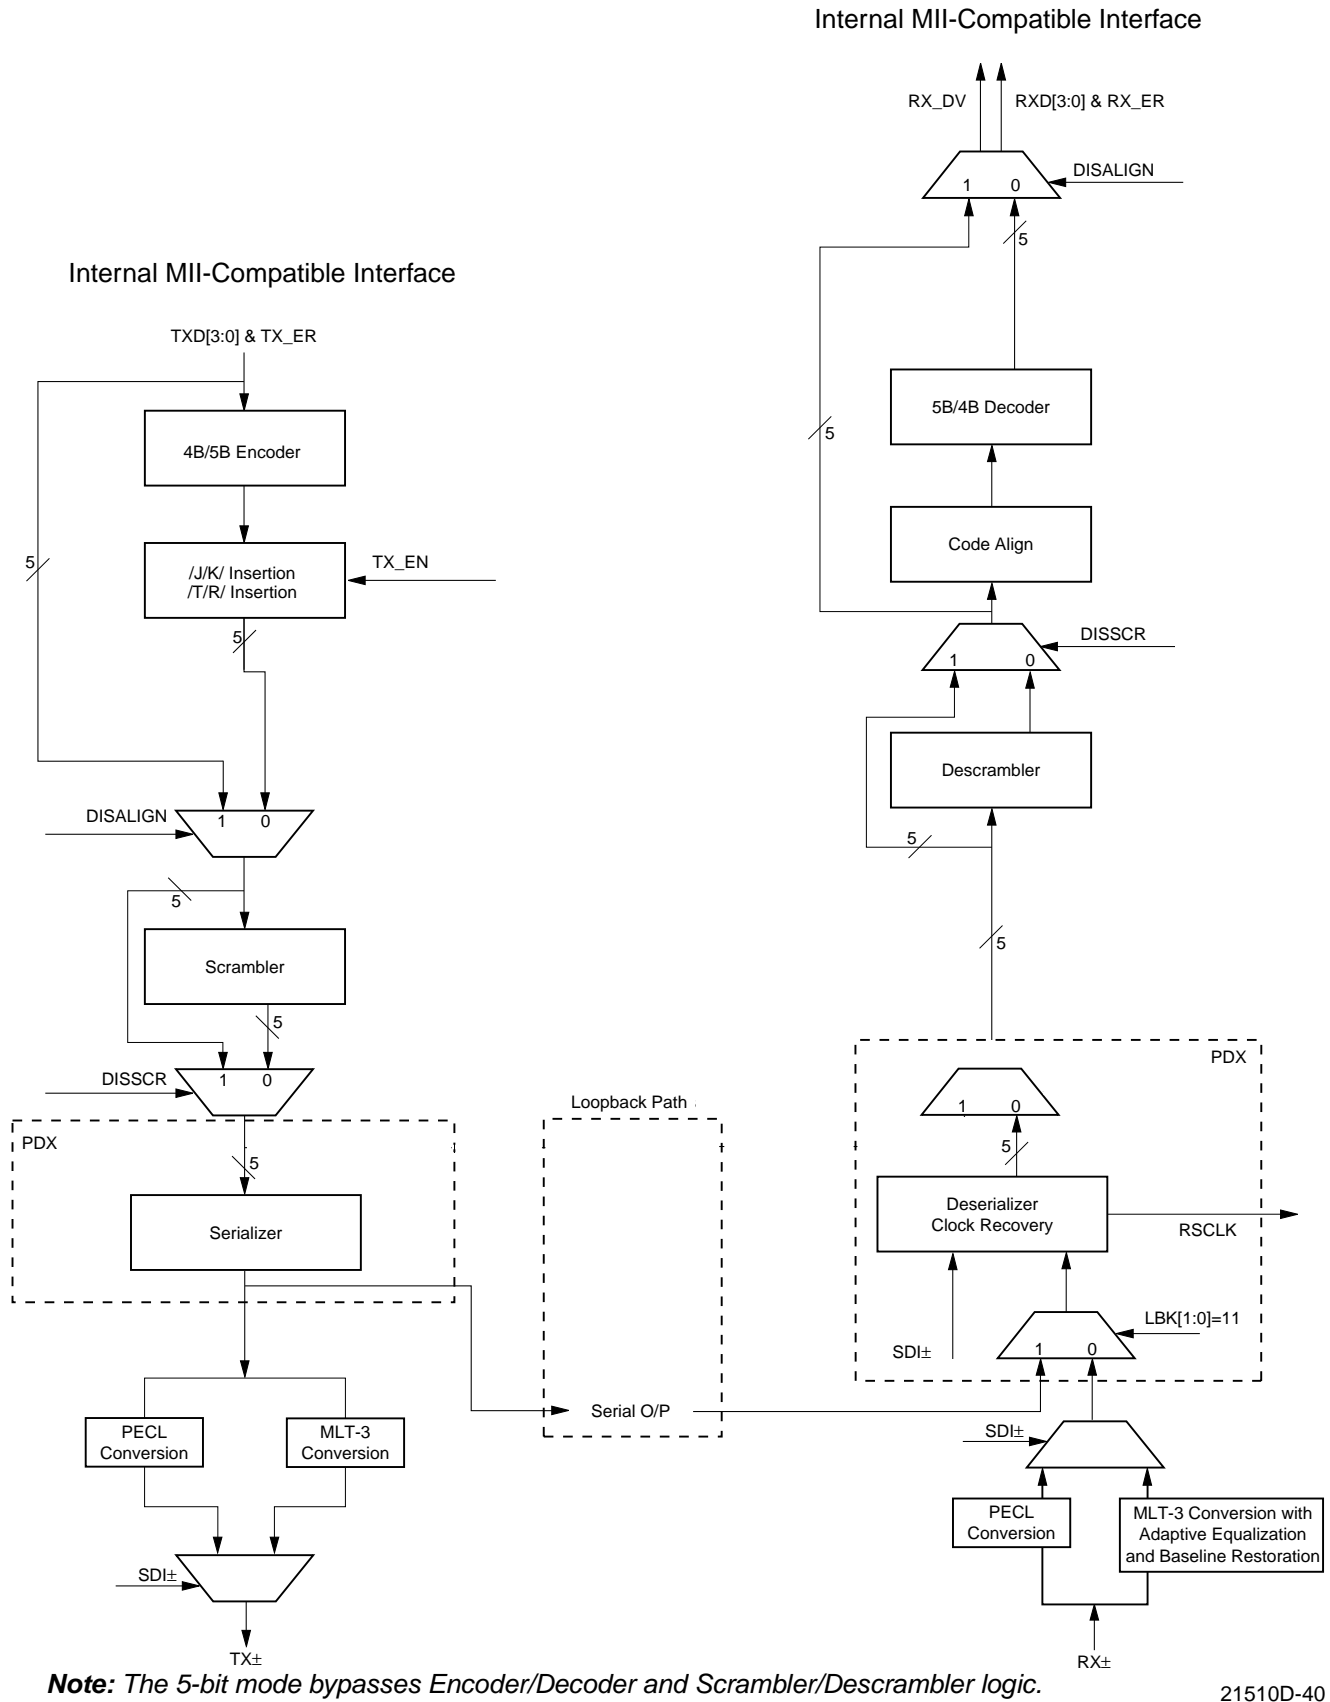 Internal MII-Compatible Interface
RX_DV
RXD[3:0] & RX_ER
1
0
DISALIGN
5
Internal MII-Compatible Interface
TXD[3:0] & TX_ER
5B/4B Decoder
5
4B/5B Encoder
Code Align
5
/J/K/ Insertion
/T/R/ Insertion
TX_EN
5
DISSCR
1
0
Descrambler
DISALIGN
1
0
5
5
Scrambler
5
5
DISSCR
1
0
PDX
Loopback Path
1
0
PDX
5
5
Serializer
Deserializer
Clock Recovery
RSCLK
LBK[1:0]=11
SDI±
1
0
Serial O/P
PECL
Conversion
MLT-3
Conversion
SDI±
PECL
Conversion
MLT-3 Conversion with
Adaptive Equalization
and Baseline Restoration
SDI±
TX±
RX±
Note: The 5-bit mode bypasses Encoder/Decoder and Scrambler/Descrambler logic.
21510D-40